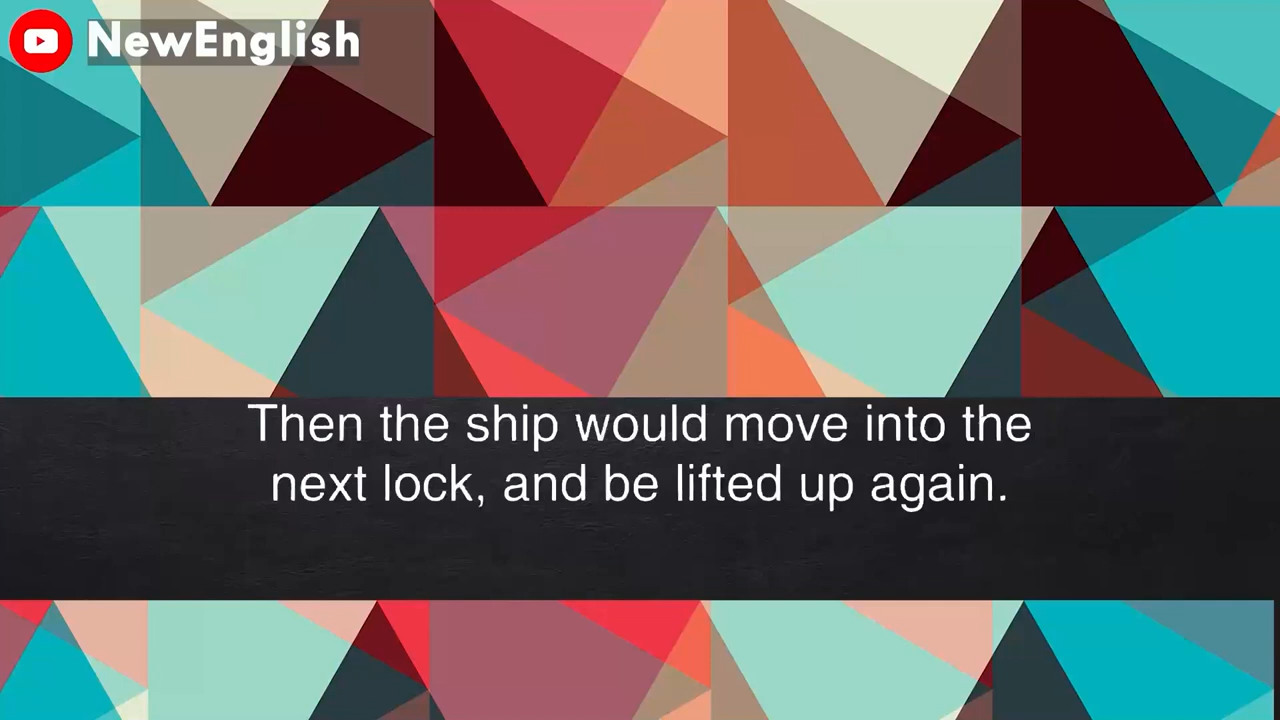 NewEnglish
Then the ship would move into the
next lock, and be lifted up again.